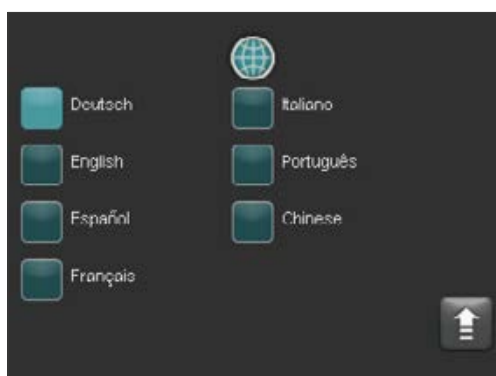 Deutsch
Italiano
English
Português
Español
Chinese
Français